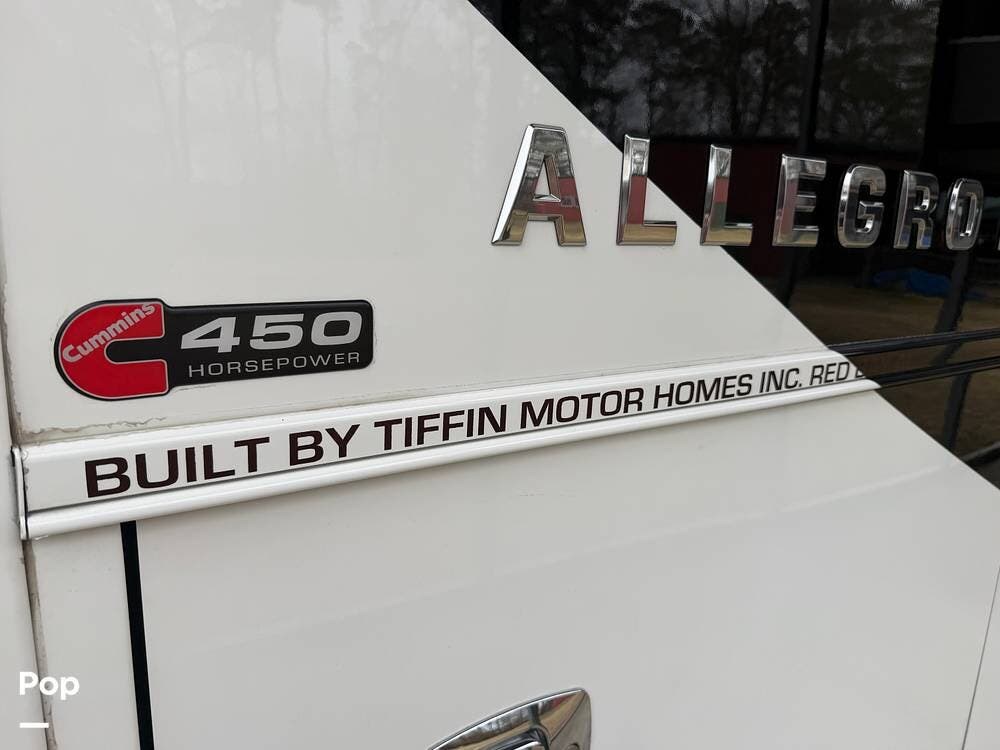 ALLEGRO
Cummins
450
HORSEPOWER
BUILT BY TIFFIN MOTOR HOMES INC. RED
Pop